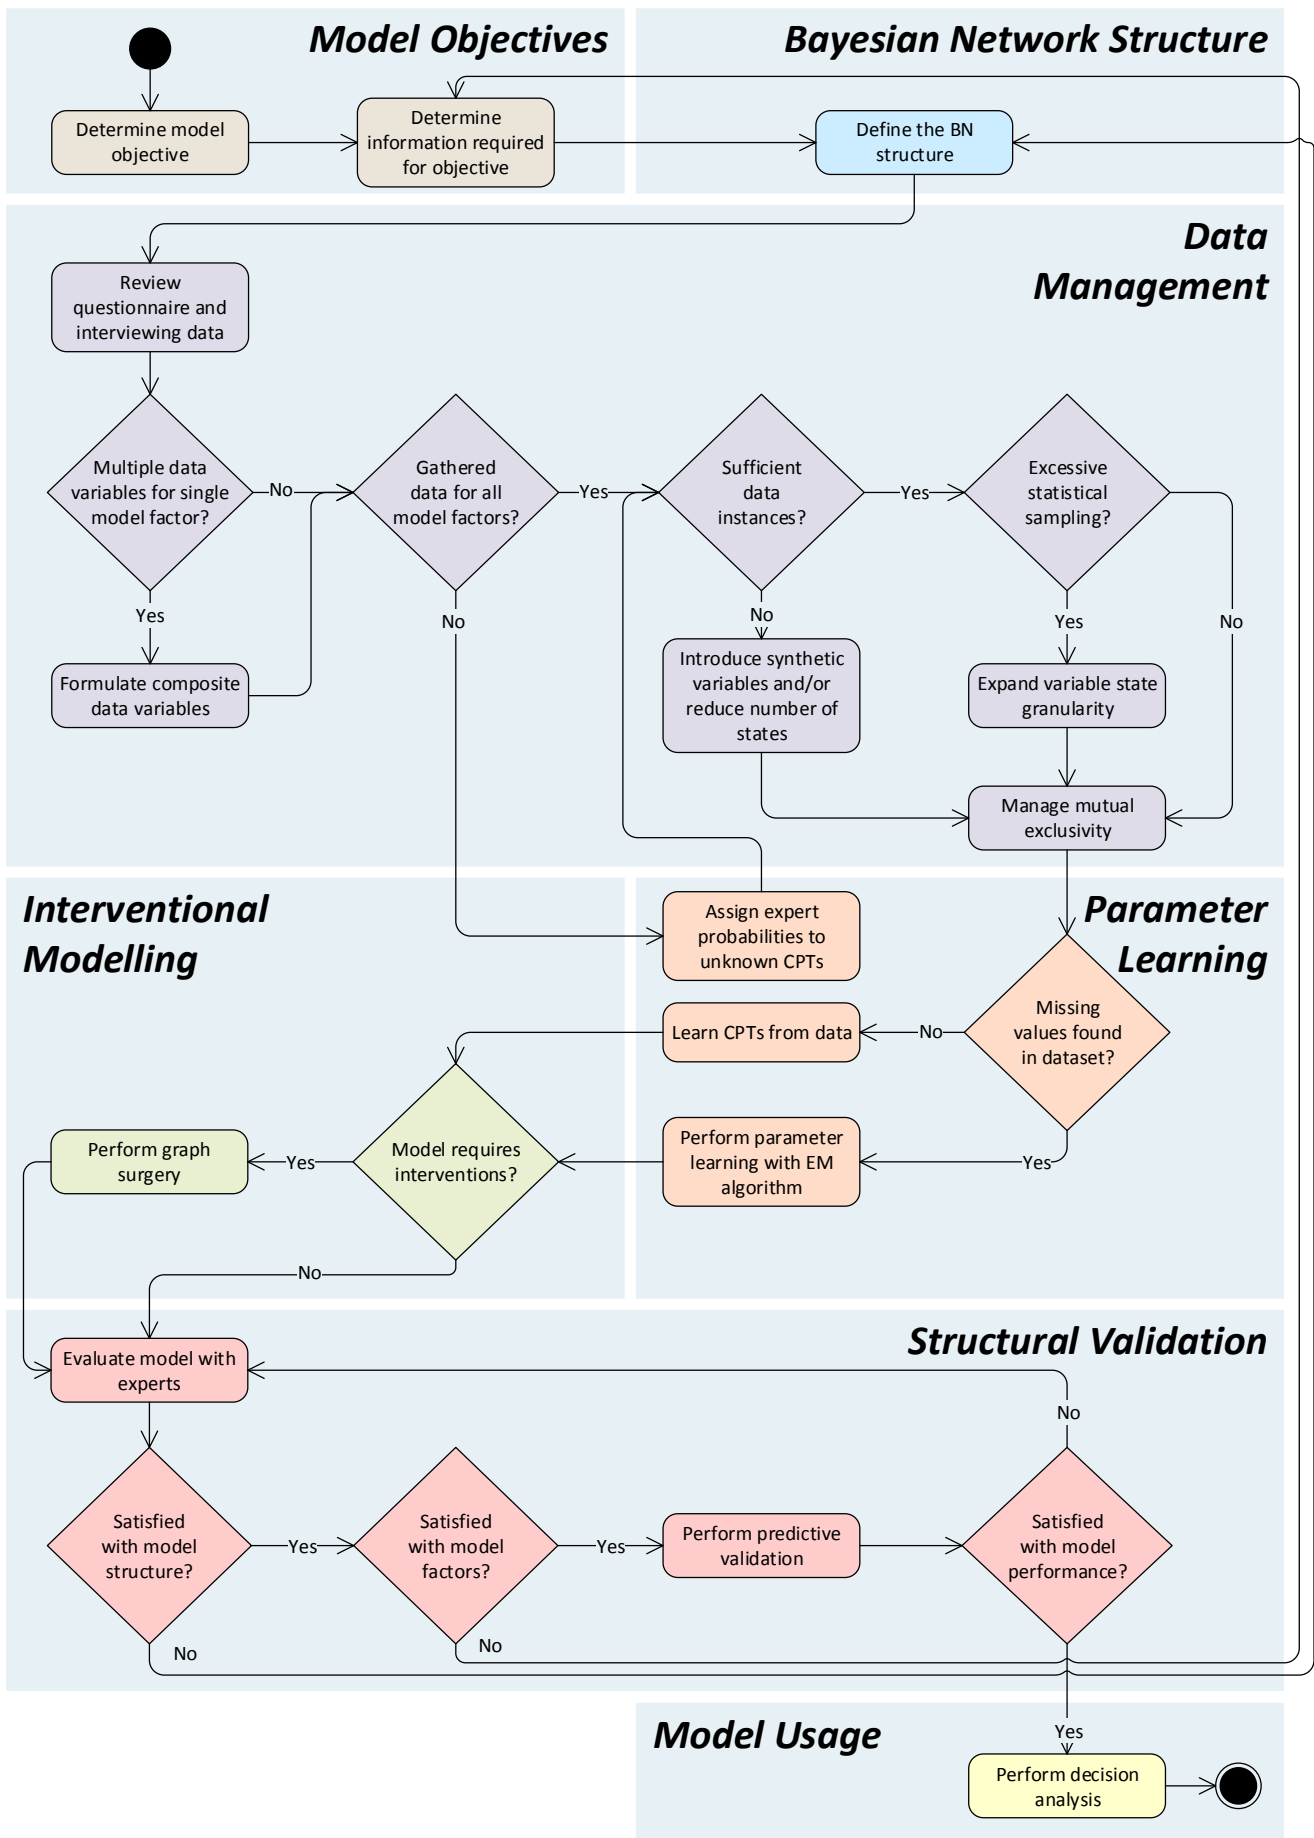 Model Objectives
Bayesian Network Structure
Determine model
objective
Determine
information required
for objective
Define the BN
structure
Data
Management
Review
questionnaire and
interviewing data
Multiple data
variables for single
model factor?
No
Gathered
data for all
model factors?
Yes
Sufficient
data
instances?
Yes
Excessive
statistical
sampling?
Yes
No
No
Yes
No
Formulate composite
data variables
Introduce synthetic
variables and/or
reduce number of
states
Expand variable state
granularity
Manage mutual
exclusivity
Interventional
Modelling
Parameter
Learning
Assign expert
probabilities to
unknown CPTs
Learn CPTs from data
No
Missing
values found
in dataset?
Perform graph
surgery
Yes
Model requires
interventions?
Perform parameter
learning with EM
algorithm
Yes
No
Structural Validation
Evaluate model with
experts
No
Satisfied
with model
structure?
Yes
Satisfied
with model
factors?
Yes
Perform predictive
validation
Satisfied
with model
performance?
No
No
Model Usage
Yes
Perform decision
analysis